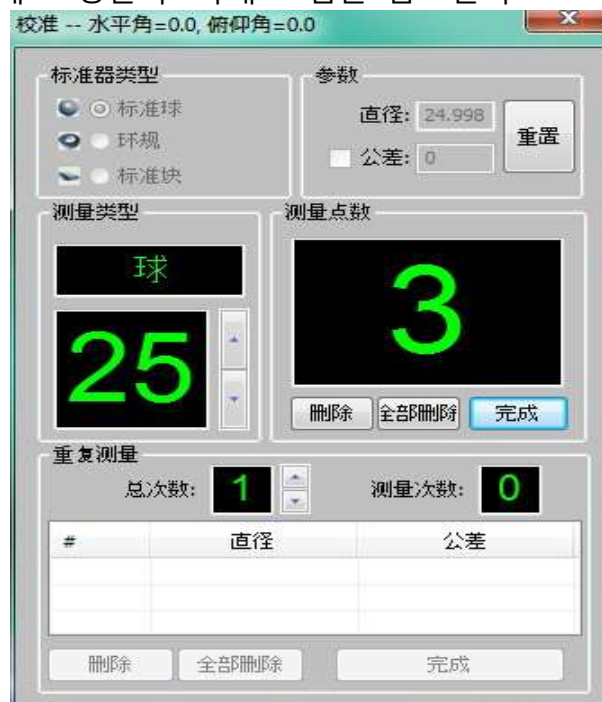 校准 -- 水平角=0.0, 俯仰角=0.0
标准器类型
标准球
环规
标准块
参数
直径: 24.998
公差: 0
重置
测量类型
球
25
测量点数
3
删除 全部删除 完成
重复测量
总次数: 1 测量次数: 0
# 直径 公差
删除 全部删除 完成